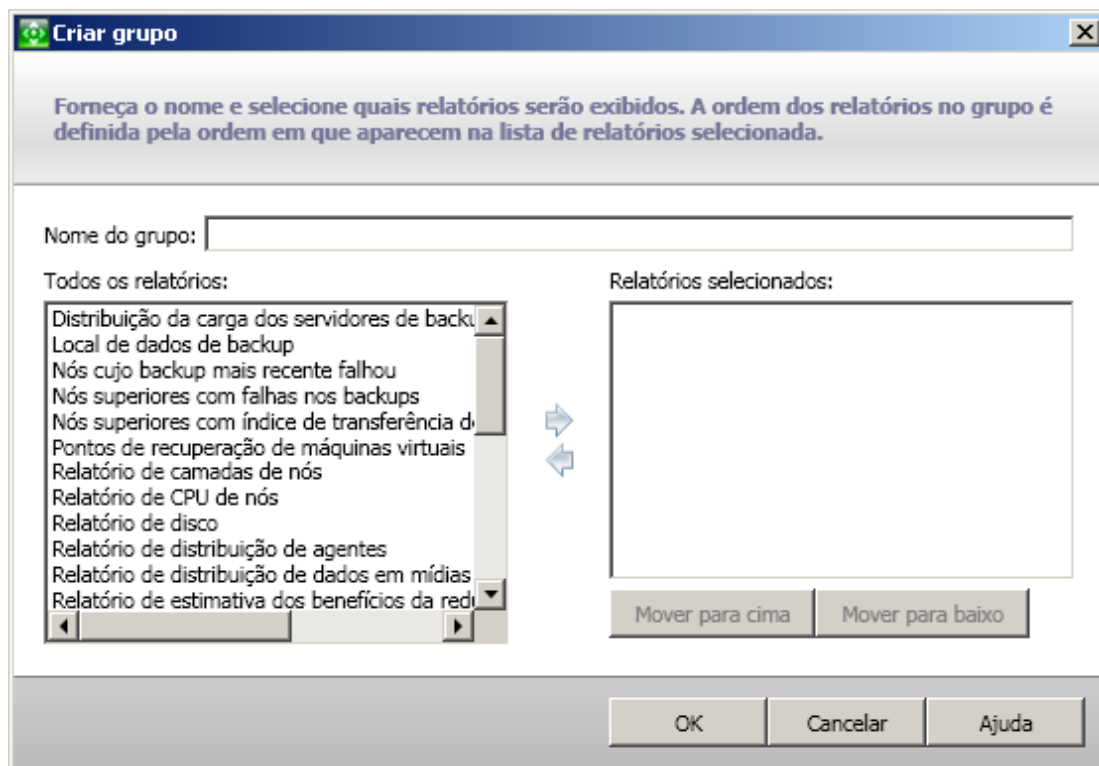 Criar grupo
Forneça o nome e selecione quais relatórios serão exibidos. A ordem dos relatórios no grupo é
definida pela ordem em que aparecem na lista de relatórios selecionada.
Nome do grupo:
Todos os relatórios:
Distribuição da carga dos servidores de
Local de dados de backup
Nós cujo backup mais recente falhou
Nós superiores com falhas nos backups
Nós superiores com índice de transferência
Pontos de recuperação de máquinas virtuais
Relatório de camadas de nós
Relatório de CPU de nós
Relatório de disco
Relatório de distribuição de agentes
Relatório de distribuição de dados em mídias
Relatório de estimativa dos benefícios da
Relatórios selecionados:
Mover para cima
Mover para baixo
OK
Cancelar
Ajuda